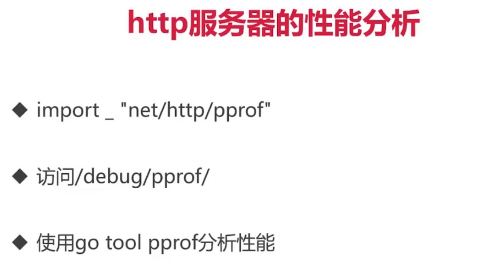 http服务器的性能分析
◆ import _ "net/http/pprof"
◆ 访问/debug/pprof/
◆ 使用go tool pprof分析性能